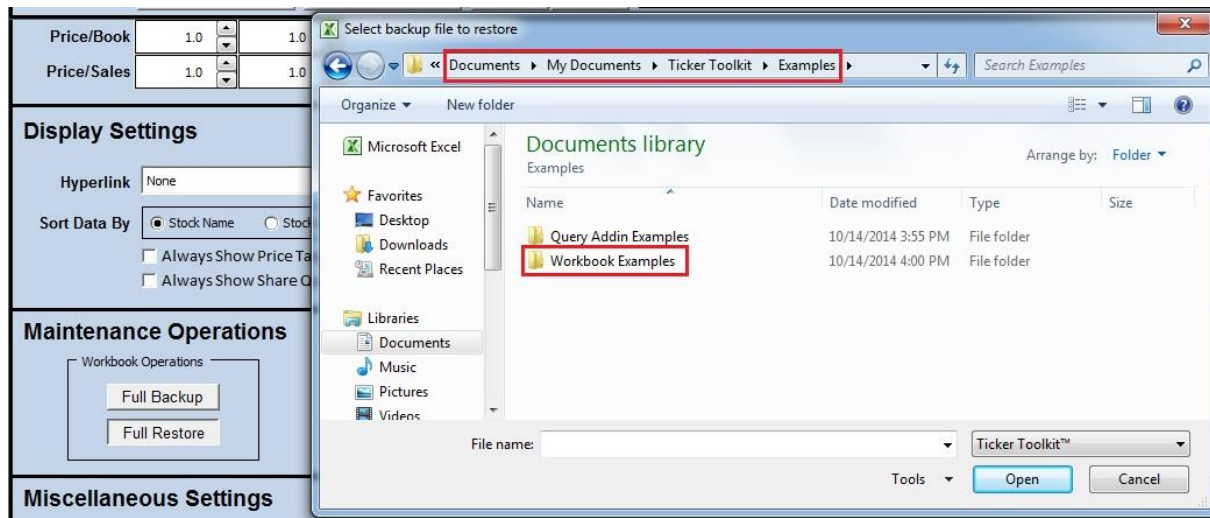 Price/Book 1.0 1.0
Price/Sales 1.0 1.0
Display Settings
Hyperlink None
Sort Data By Stock Name
Always Show Price
Always Show Share
Maintenance Operations
Workbook Operations
Full Backup
Full Restore
Miscellaneous Settings
Select backup file to restore
« Documents My Documents Ticker Toolkit Examples Search Examples
Organize New folder
Microsoft Excel
Favorites
Desktop
Downloads
Recent Places
Libraries
Documents
Music
Pictures
Videos
Documents library
Examples
Arrange by: Folder
Name Date modified Type Size
Query Addin Examples 10/14/2014 3:55 PM File folder
Workbook Examples 10/14/2014 4:00 PM File folder
File name: Ticker Toolkit™
Tools Open Cancel